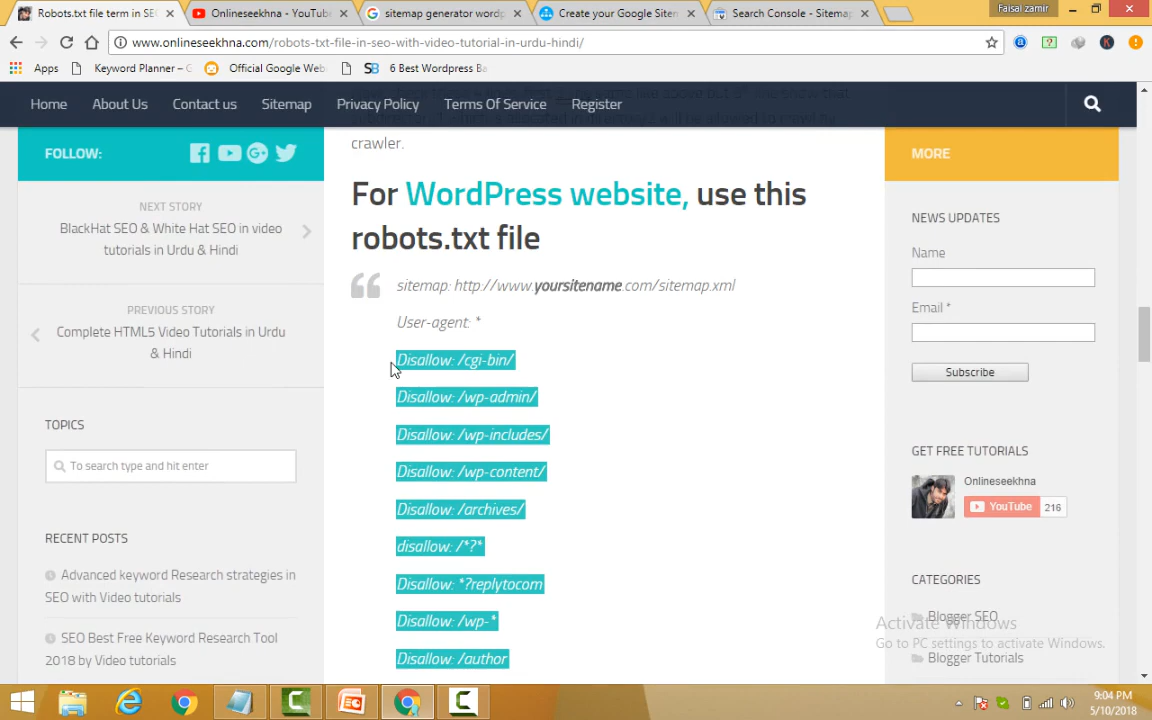 Faisal zamir
Robots.txt file term in SE
Onlineseekhna - YouTub
sitemap generator wordp
Create your Google Siten
Search Console - Sitema
www.onlineseekhna.com/robots-txt-file-in-seo-with-video-tutorial-in-urdu-hindi/
Apps
Keyword Planner – G
Official Google Web
SB
6 Best Wordpress Ba
Home
About Us
Contact us
Sitemap
Privacy Policy
Terms Of Service
Register
crawler.
FOLLOW:
NEXT STORY
BlackHat SEO & White Hat SEO in video
tutorials in Urdu & Hindi
PREVIOUS STORY
Complete HTML5 Video Tutorials in Urdu
& Hindi
TOPICS
To search type and hit enter
RECENT POSTS
Advanced keyword Research strategies in
SEO with Video tutorials
SEO Best Free Keyword Research Tool
2018 by Video tutorials
For WordPress website, use this
robots.txt file
sitemap: http://www.yoursitename.com/sitemap.xml
User-agent: *
Disallow: /cgi-bin/
Disallow: /wp-admin/
Disallow: /wp-includes/
Disallow: /wp-content/
Disallow: /archives/
disallow: /*?*
Disallow: *?replytocom
Disallow: /wp-*
Disallow: /author
MORE
NEWS UPDATES
Name
Email *
Subscribe
GET FREE TUTORIALS
Onlineseekhna
YouTube
216
CATEGORIES
Blogger SEO
Blogger Tutorials
Activate Windows
Go to PC settings to activate Windows.
9:04 PM
5/10/2018